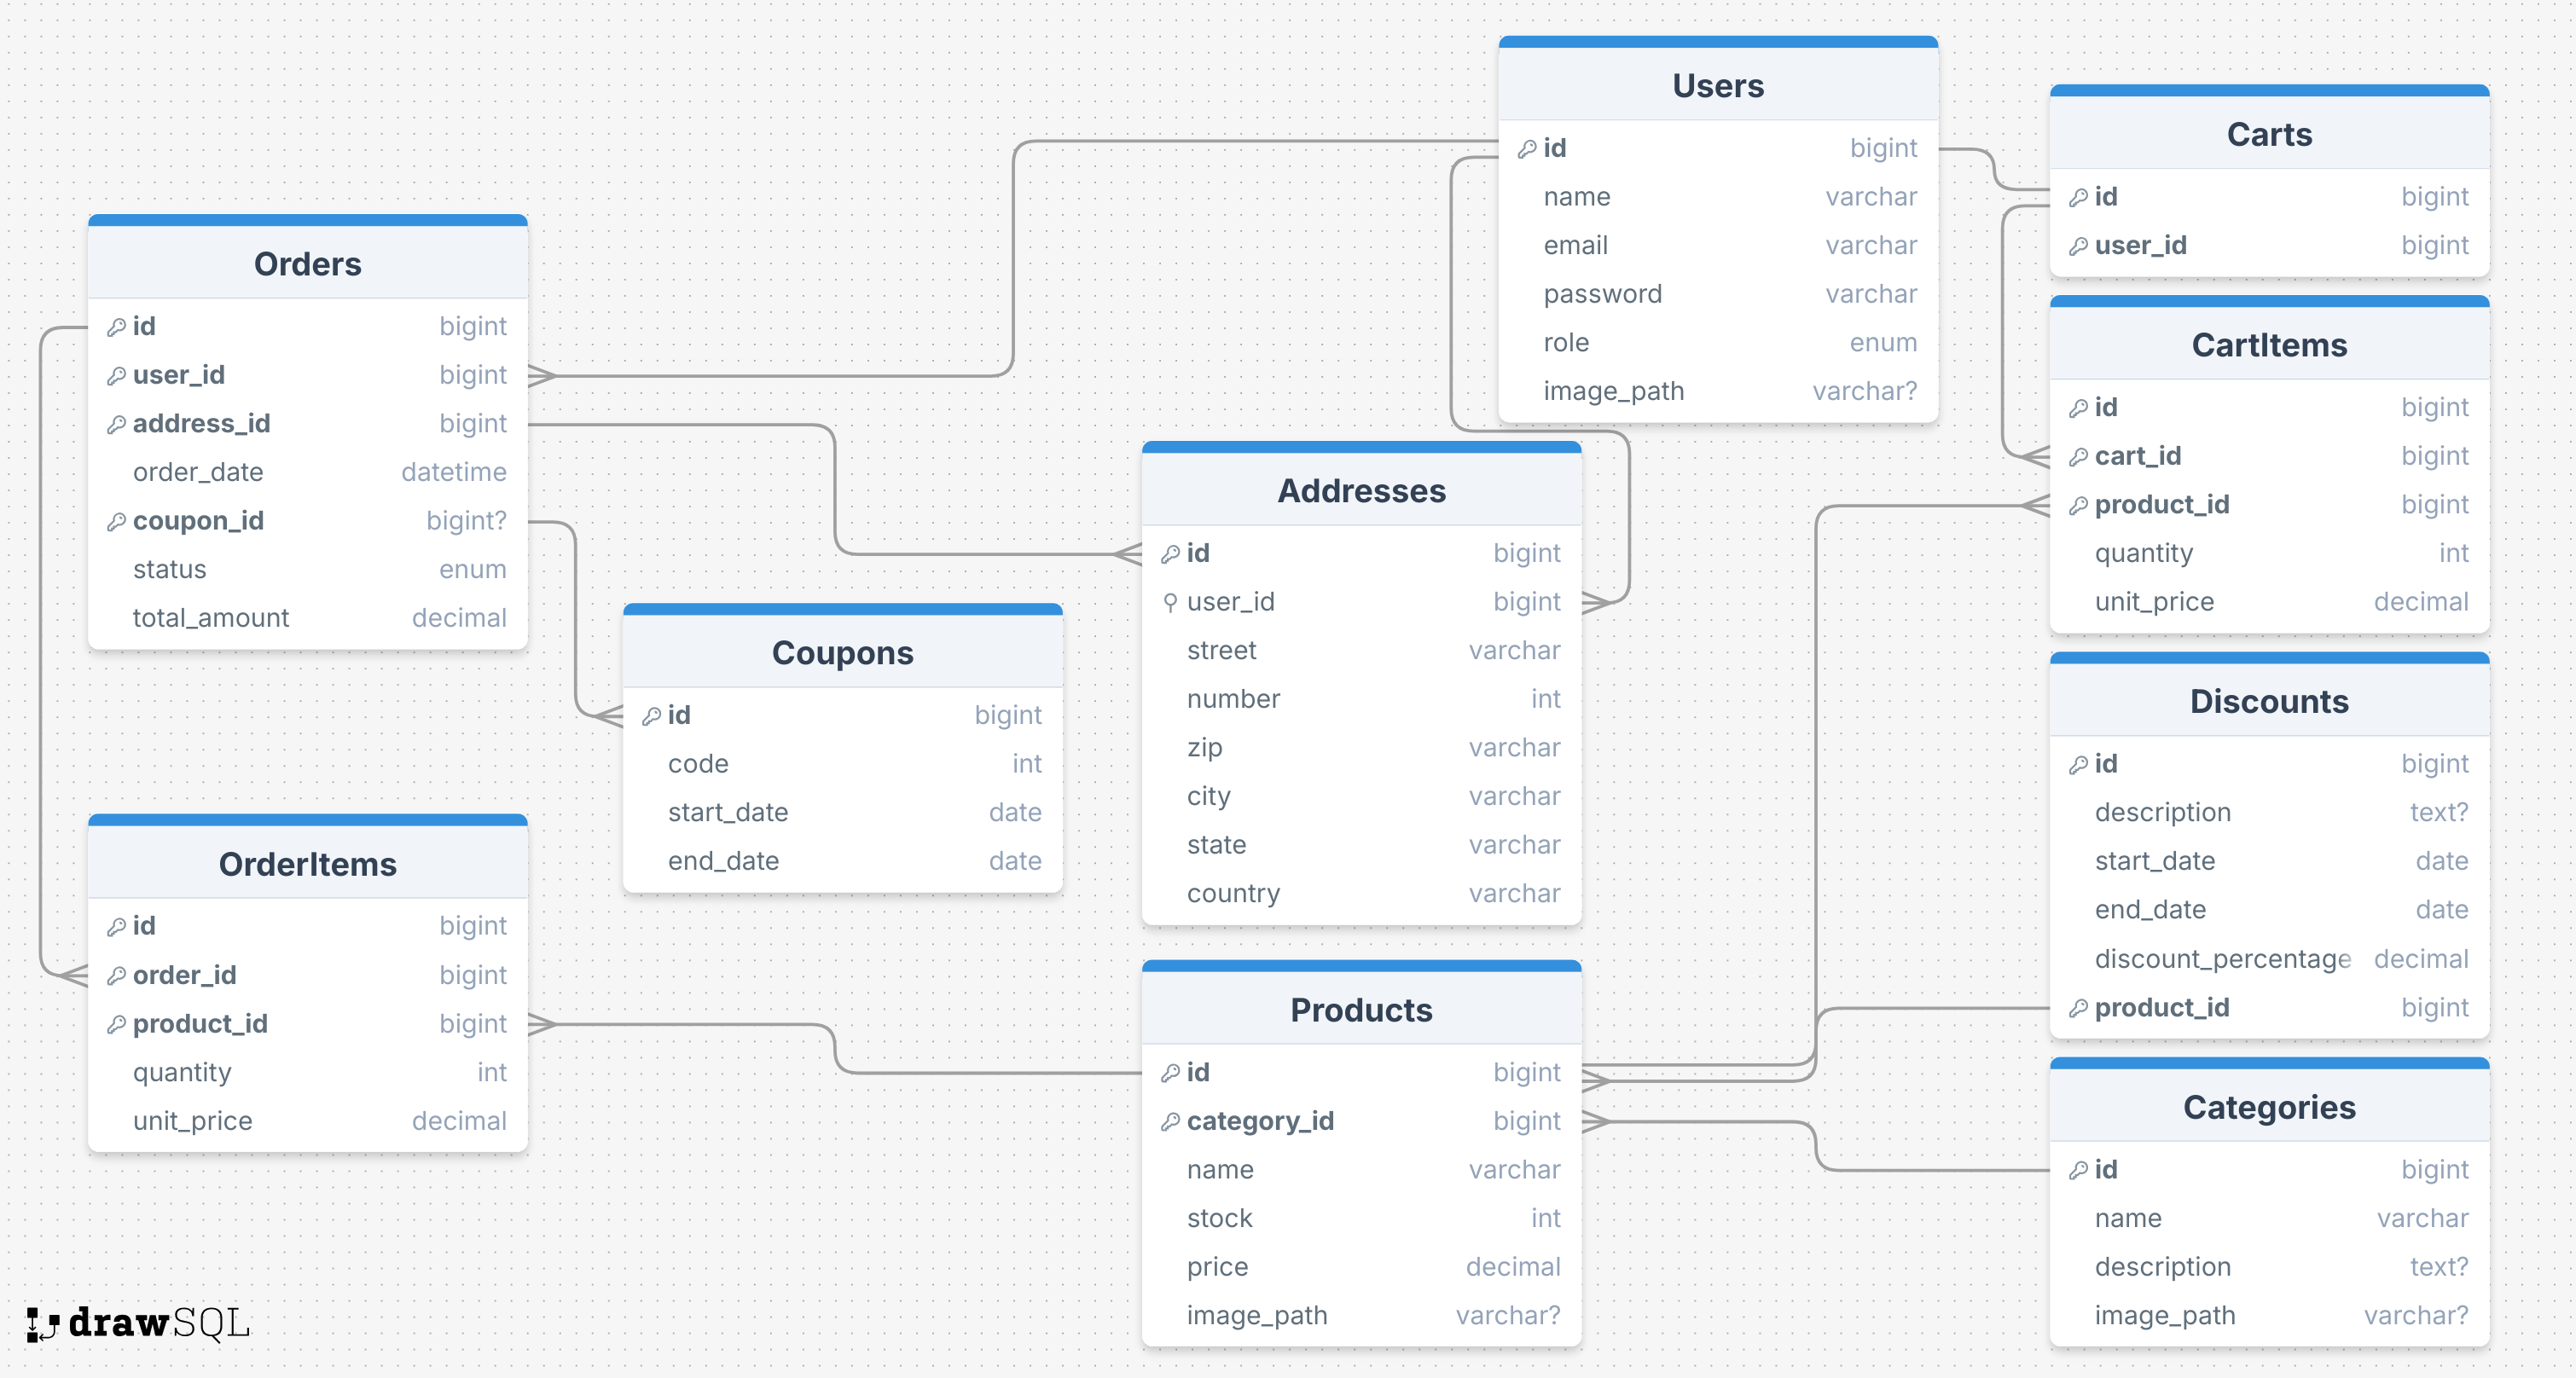 Users
id bigint
name varchar
email varchar
password varchar
role enum
image_path varchar?
Carts
id bigint
user_id bigint
Orders
id bigint
user_id bigint
address_id bigint
order_date datetime
coupon_id bigint?
status enum
total_amount decimal
CartItems
id bigint
cart_id bigint
product_id bigint
quantity int
unit_price decimal
Addresses
id bigint
user_id bigint
street varchar
number int
zip varchar
city varchar
state varchar
country varchar
Coupons
id bigint
code int
start_date date
end_date date
Discounts
id bigint
description text?
start_date date
end_date date
discount_percentage decimal
product_id bigint
OrderItems
id bigint
order_id bigint
product_id bigint
quantity int
unit_price decimal
Products
id bigint
category_id bigint
name varchar
stock int
price decimal
image_path varchar?
Categories
id bigint
name varchar
description text?
image_path varchar?
drawSQL